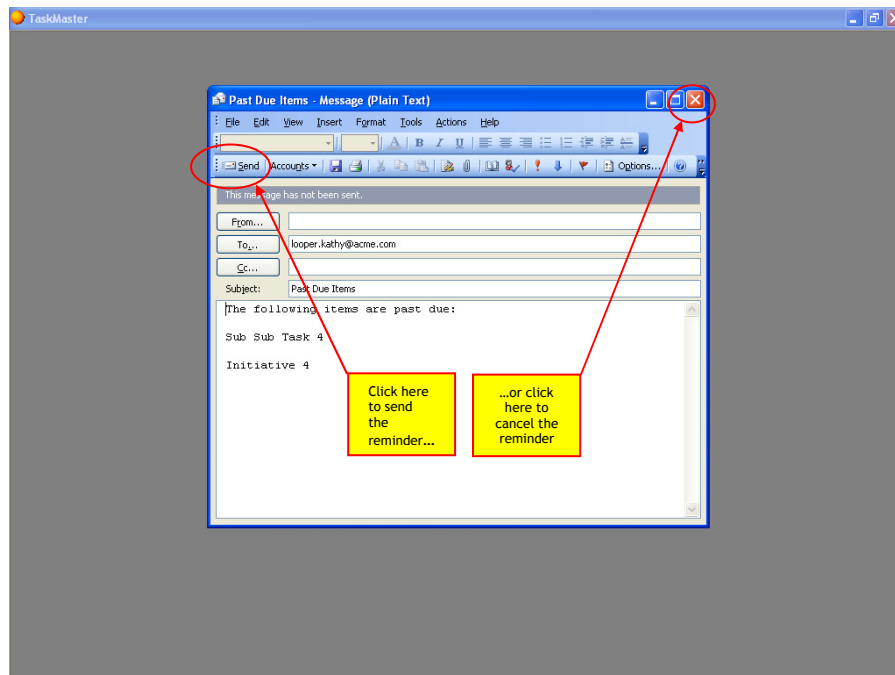 TaskMaster
Past Due Items - Message (Plain Text)
File Edit View Insert Format Tools Actions Help
A B I U
Send Accounts Options...
This message has not been sent.
From...
To... looper.kathy@acme.com
Cc...
Subject: Past Due Items
The following items are past due:
Sub Sub Task 4
Initiative 4
Click here
to send
the
reminder...
...or click
here to
cancel the
reminder